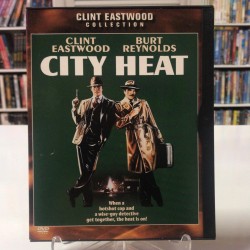 CLINT EASTWOOD
COLLECTION
CLINT BURT
EASTWOOD REYNOLDS
CITY HEAT
When a
hotshot cop and
a wise-guy detective
get together, the heat is on!
DVD